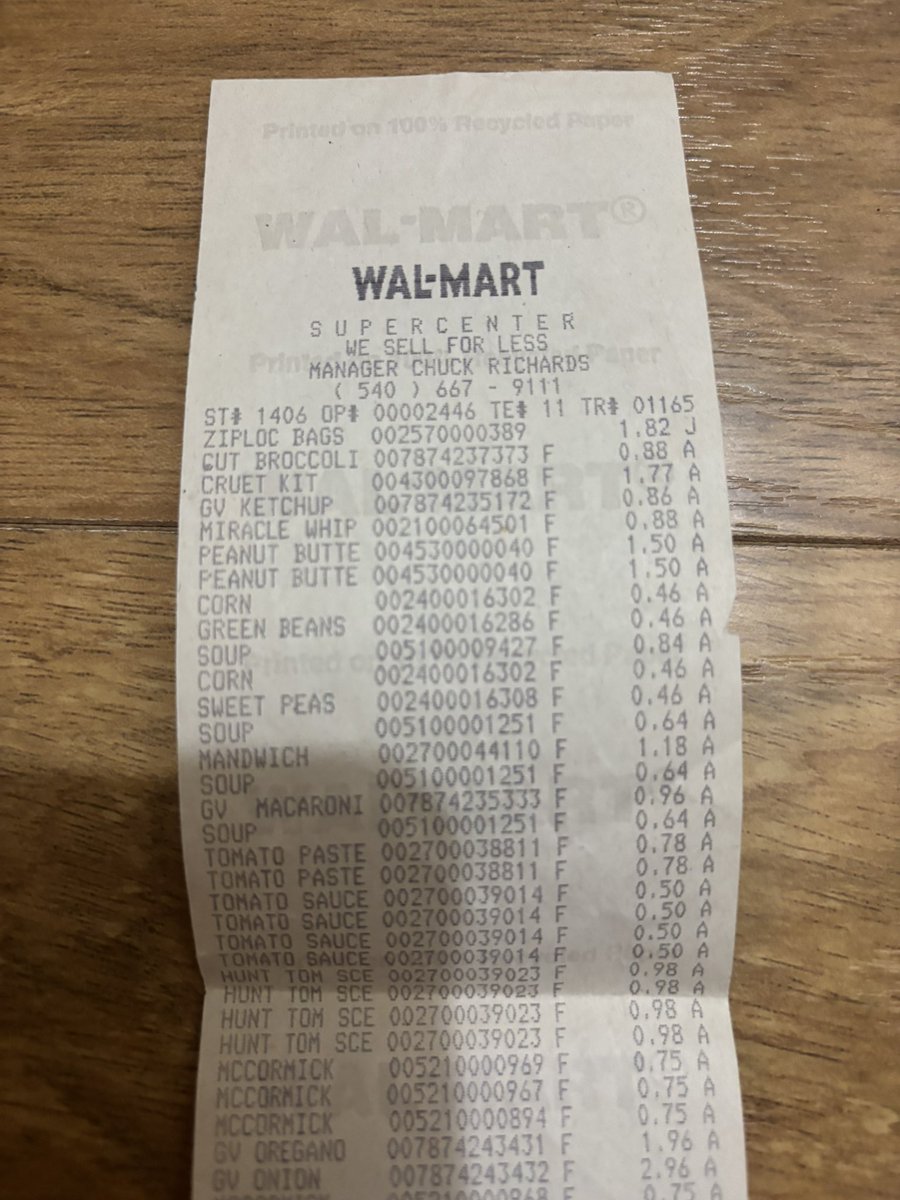 Printed on 100% Recycled Paper
WAL-MART®
WAL-MART
SUPERCENTER
WE SELL FOR LESS
MANAGER CHUCK RICHARDS
( 540 ) 667 - 9111
ST# 1406 OP# 00002446 TE# 11 TR# 01165
ZIPLOC BAGS 002570000389 1.82 J
CUT BROCCOLI 007874237373 F 0.88 A
CRUET KIT 004300097868 F 1.77 A
GV KETCHUP 007874235172 F 0.86 A
MIRACLE WHIP 002100064501 F 0.88 A
PEANUT BUTTE 004530000040 F 1.50 A
PEANUT BUTTE 004530000040 F 1.50 A
CORN 002400016302 F 0.46 A
GREEN BEANS 002400016286 F 0.46 A
SOUP 005100009427 F 0.84 A
CORN 002400016302 F 0.46 A
SWEET PEAS 002400016308 F 0.46 A
SOUP 005100001251 F 0.64 A
MANDWICH 002700044110 F 1.18 A
SOUP 005100001251 F 0.64 A
GV MACARONI 007874235333 F 0.96 A
SOUP 005100001251 F 0.64 A
TOMATO PASTE 002700038811 F 0.78 A
TOMATO PASTE 002700038811 F 0.78 A
TOMATO SAUCE 002700039014 F 0.50 A
TOMATO SAUCE 002700039014 F 0.50 A
TOMATO SAUCE 002700039014 F 0.50 A
TOMATO SAUCE 002700039014 F 0.50 A
HUNT TOM SCE 002700039023 F 0.98 A
HUNT TOM SCE 002700039023 F 0.98 A
HUNT TOM SCE 002700039023 F 0.98 A
HUNT TOM SCE 002700039023 F 0.98 A
MCCORMICK 005210000969 F 0.75 A
MCCORMICK 005210000967 F 0.75 A
MCCORMICK 005210000894 F 0.75 A
GV OREGANO 007874243431 F 1.96 A
GV ONION 007874243432 F 2.96 A
MCCORMICK 005210000868 F 0.75 A